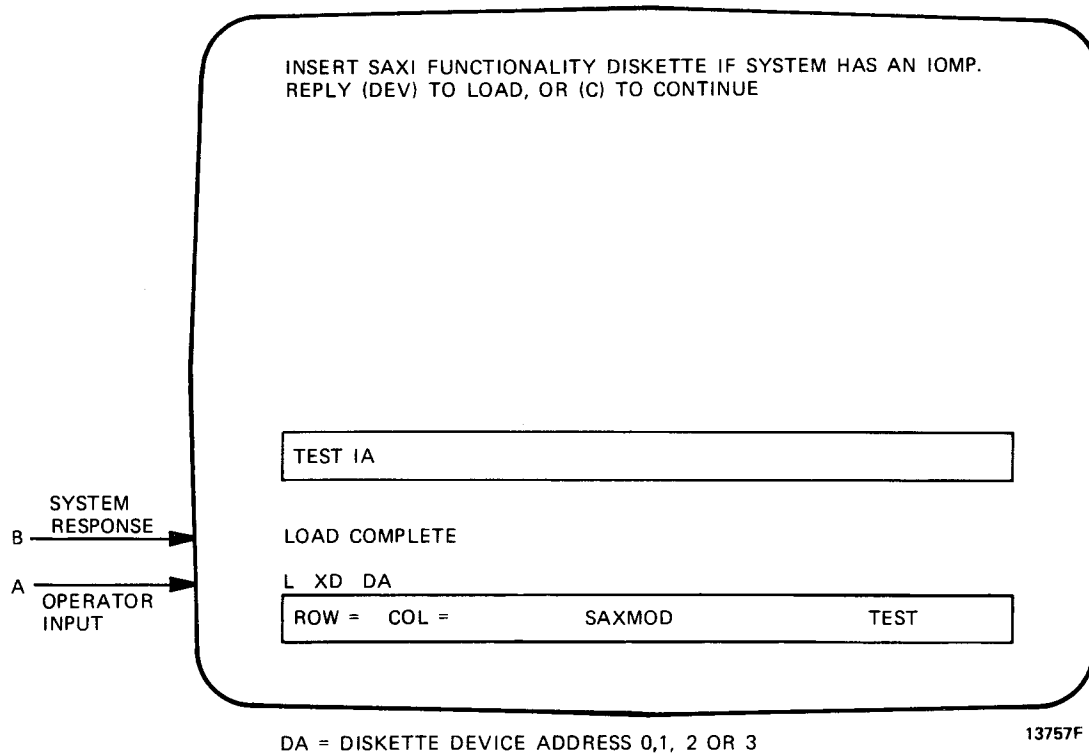 INSERT SAXI FUNCTIONALITY DISKETTE IF SYSTEM HAS AN IOMP.
REPLY (DEV) TO LOAD, OR (C) TO CONTINUE
TEST IA
SYSTEM
RESPONSE
B
LOAD COMPLETE
A
L XD DA
OPERATOR
INPUT
ROW = COL = SAXMOD TEST
DA = DISKETTE DEVICE ADDRESS 0,1, 2 OR 3
13757F